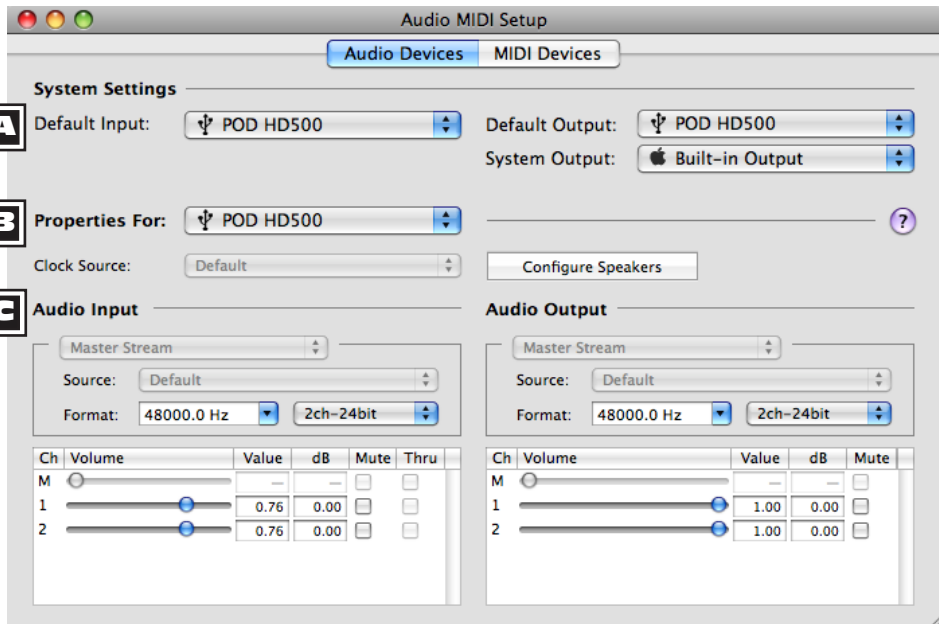 Audio MIDI Setup
Audio Devices MIDI Devices
System Settings
A Default Input: POD HD500 Default Output: POD HD500
System Output: Built-in Output
B Properties For: POD HD500 ?
Clock Source: Default Configure Speakers
C Audio Input Audio Output
Master Stream Master Stream
Source: Default Source: Default
Format: 48000.0 Hz 2ch-24bit Format: 48000.0 Hz 2ch-24bit
Ch Volume Value dB Mute Thru Ch Volume Value dB Mute
M — — M — —
1 0.76 0.00 1 1.00 0.00
2 0.76 0.00 2 1.00 0.00